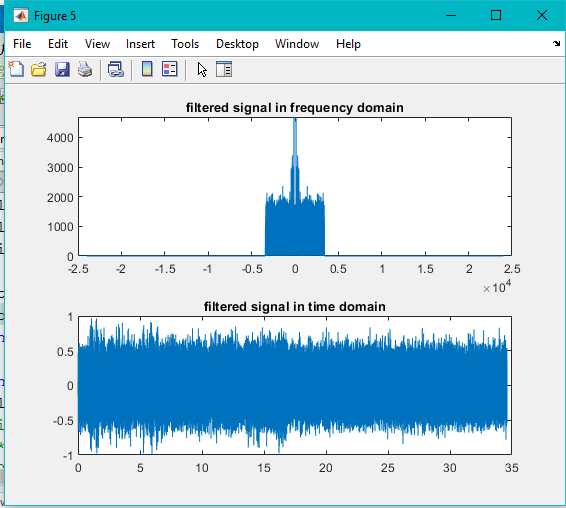 Figure 5
File Edit View Insert Tools Desktop Window Help
filtered signal in frequency domain
4000
3000
2000
1000
0
-2.5 -2 -1.5 -1 -0.5 0 0.5 1 1.5 2 2.5
×10⁴
filtered signal in time domain
1
0.5
0
-0.5
-1
0 5 10 15 20 25 30 35